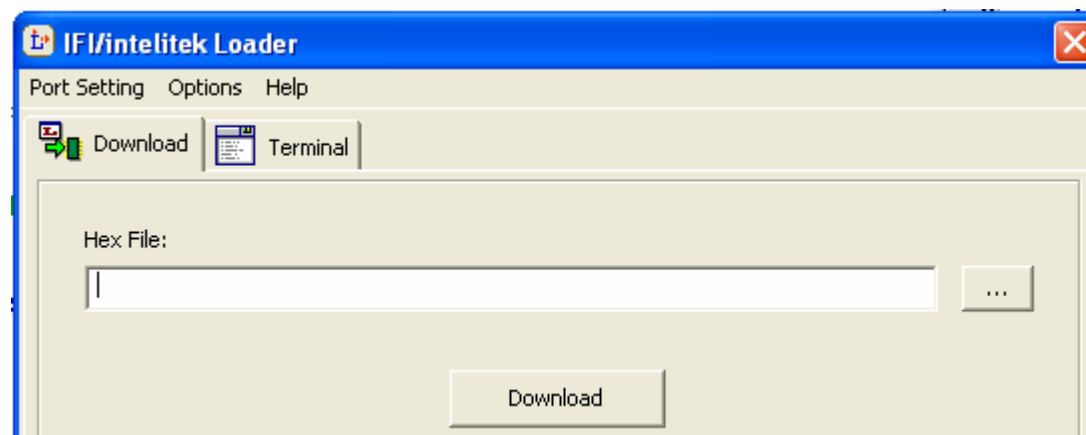 IFI/intelitek Loader
Port Setting Options Help
Download Terminal
Hex File:
...
Download